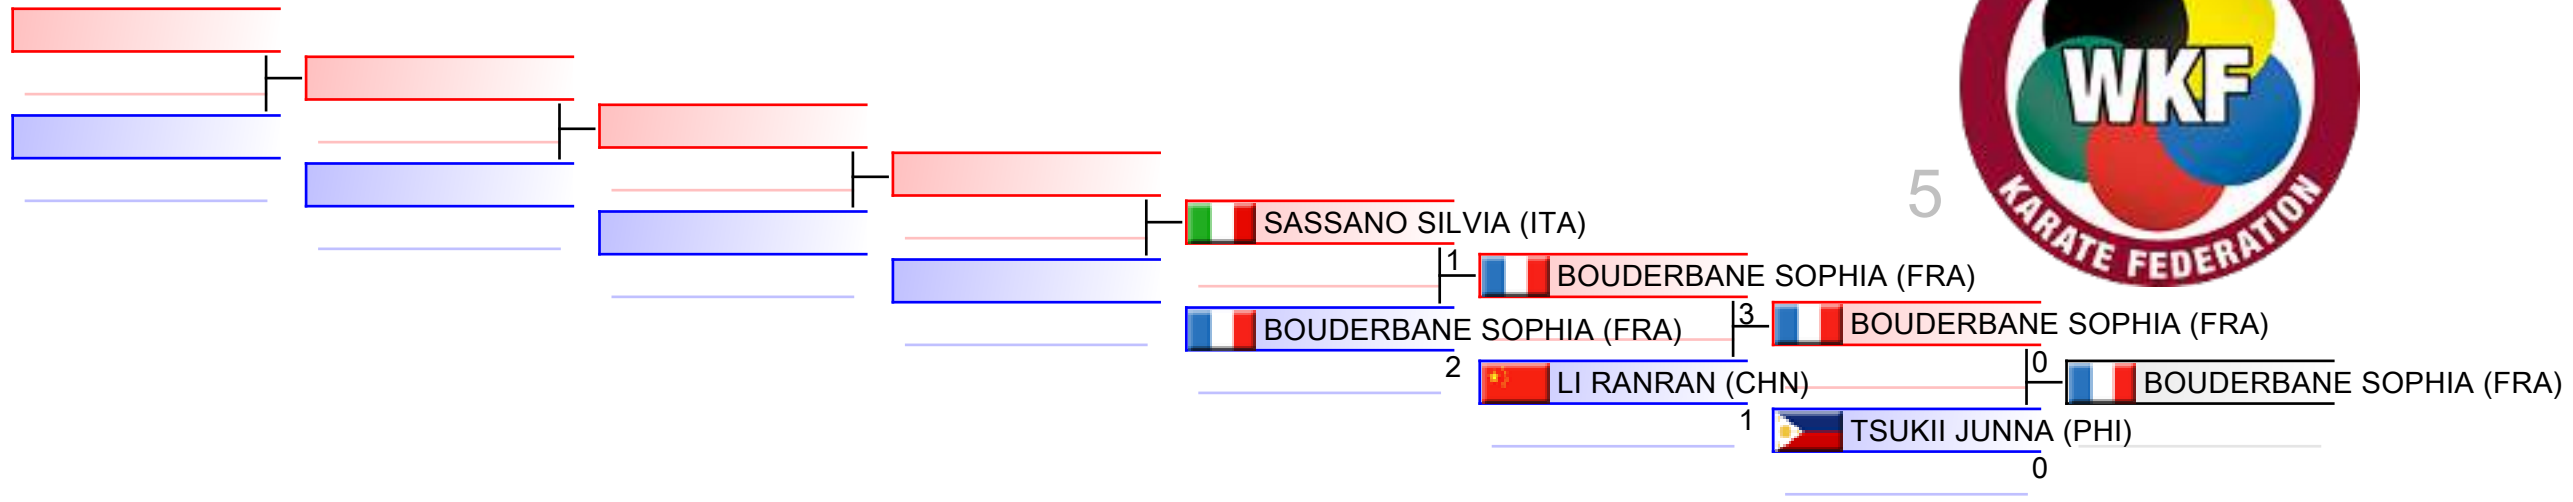 WKF
KARATE FEDERATION
5
SASSANO SILVIA (ITA)
1
BOUDERBANE SOPHIA (FRA)
BOUDERBANE SOPHIA (FRA)
2
3
LI RANRAN (CHN)
1
BOUDERBANE SOPHIA (FRA)
0
TSUKII JUNNA (PHI)
0
BOUDERBANE SOPHIA (FRA)